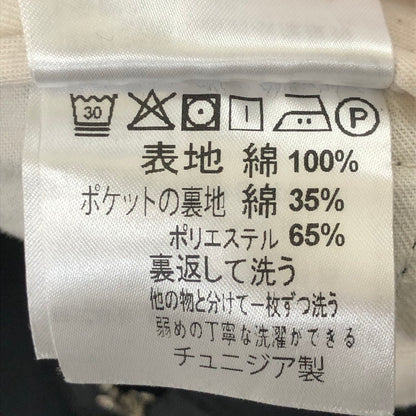 30 P
表地 綿 100%
ポケットの裏地 綿 35%
ポリエステル 65%
裏返して洗う
他の物と分けて一枚ずつ洗う
弱めの丁寧な洗濯ができる
チュニジア製